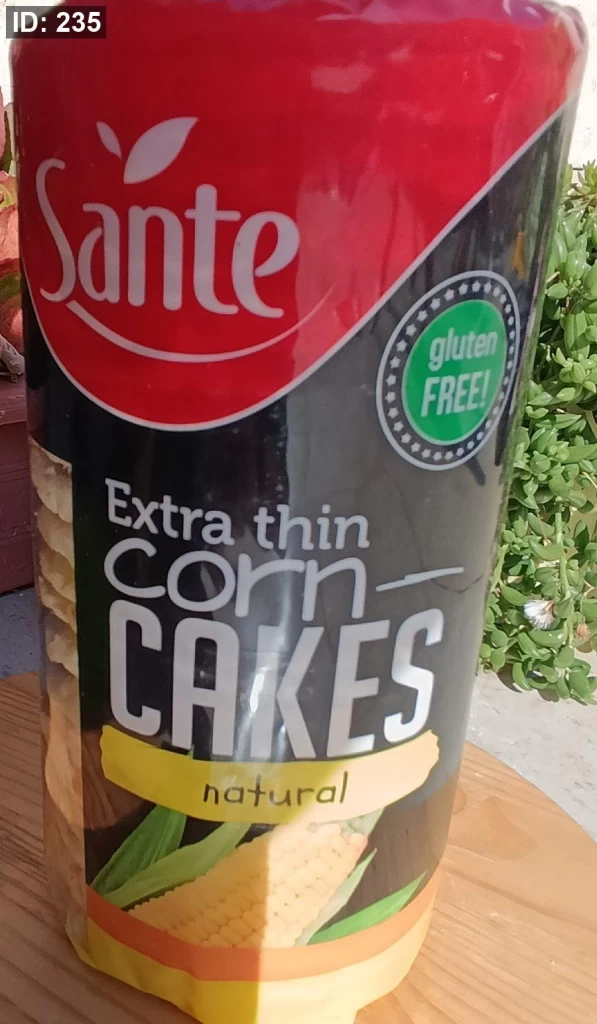 ID: 235
Sante
gluten
FREE!
Extra thin
corn
CAKES
natural